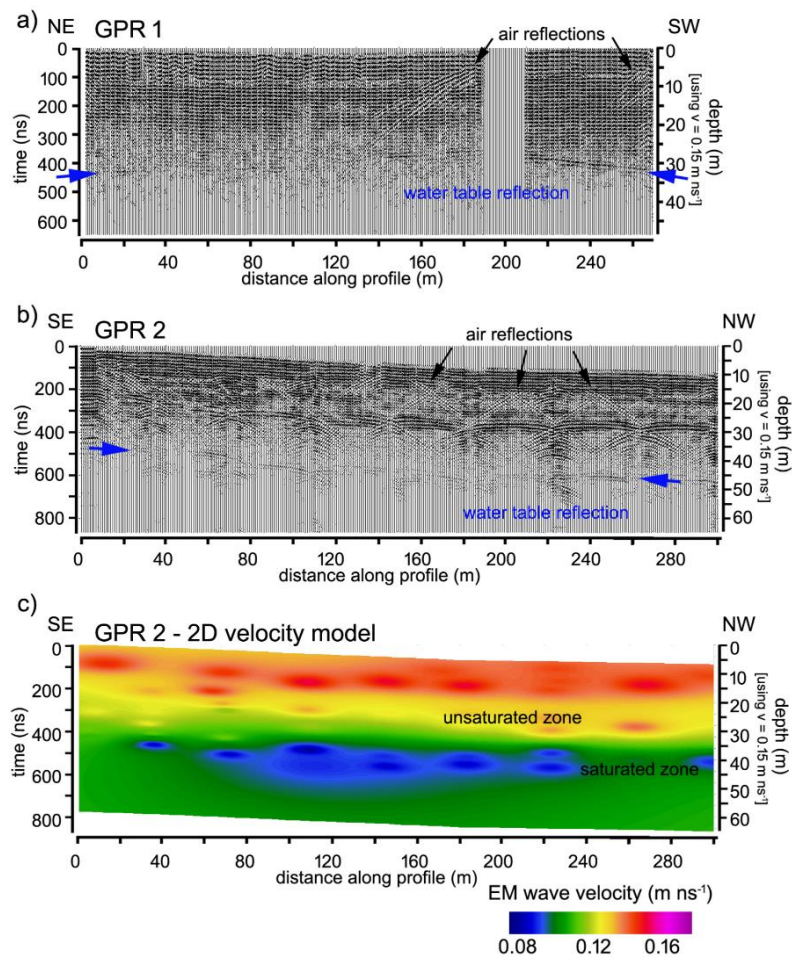 a)
NE GPR 1 SW
air reflections
0 0
100 10
200 20
300 30
400 40
500
600
time (ns)
depth (m)
[using v = 0.15 m ns⁻¹]
water table reflection
0 40 80 120 160 200 240
distance along profile (m)
b)
SE GPR 2 NW
air reflections
0 0
200 10
400 20
600 30
800 40
50
60
time (ns)
depth (m)
[using v = 0.15 m ns⁻¹]
water table reflection
0 40 80 120 160 200 240 280
distance along profile (m)
c)
SE NW
GPR 2 - 2D velocity model
0 0
200 10
400 20
600 30
800 40
50
60
time (ns)
depth (m)
[using v = 0.15 m ns⁻¹]
unsaturated zone
saturated zone
0 40 80 120 160 200 240 280
distance along profile (m)
EM wave velocity (m ns⁻¹)
0.08 0.12 0.16